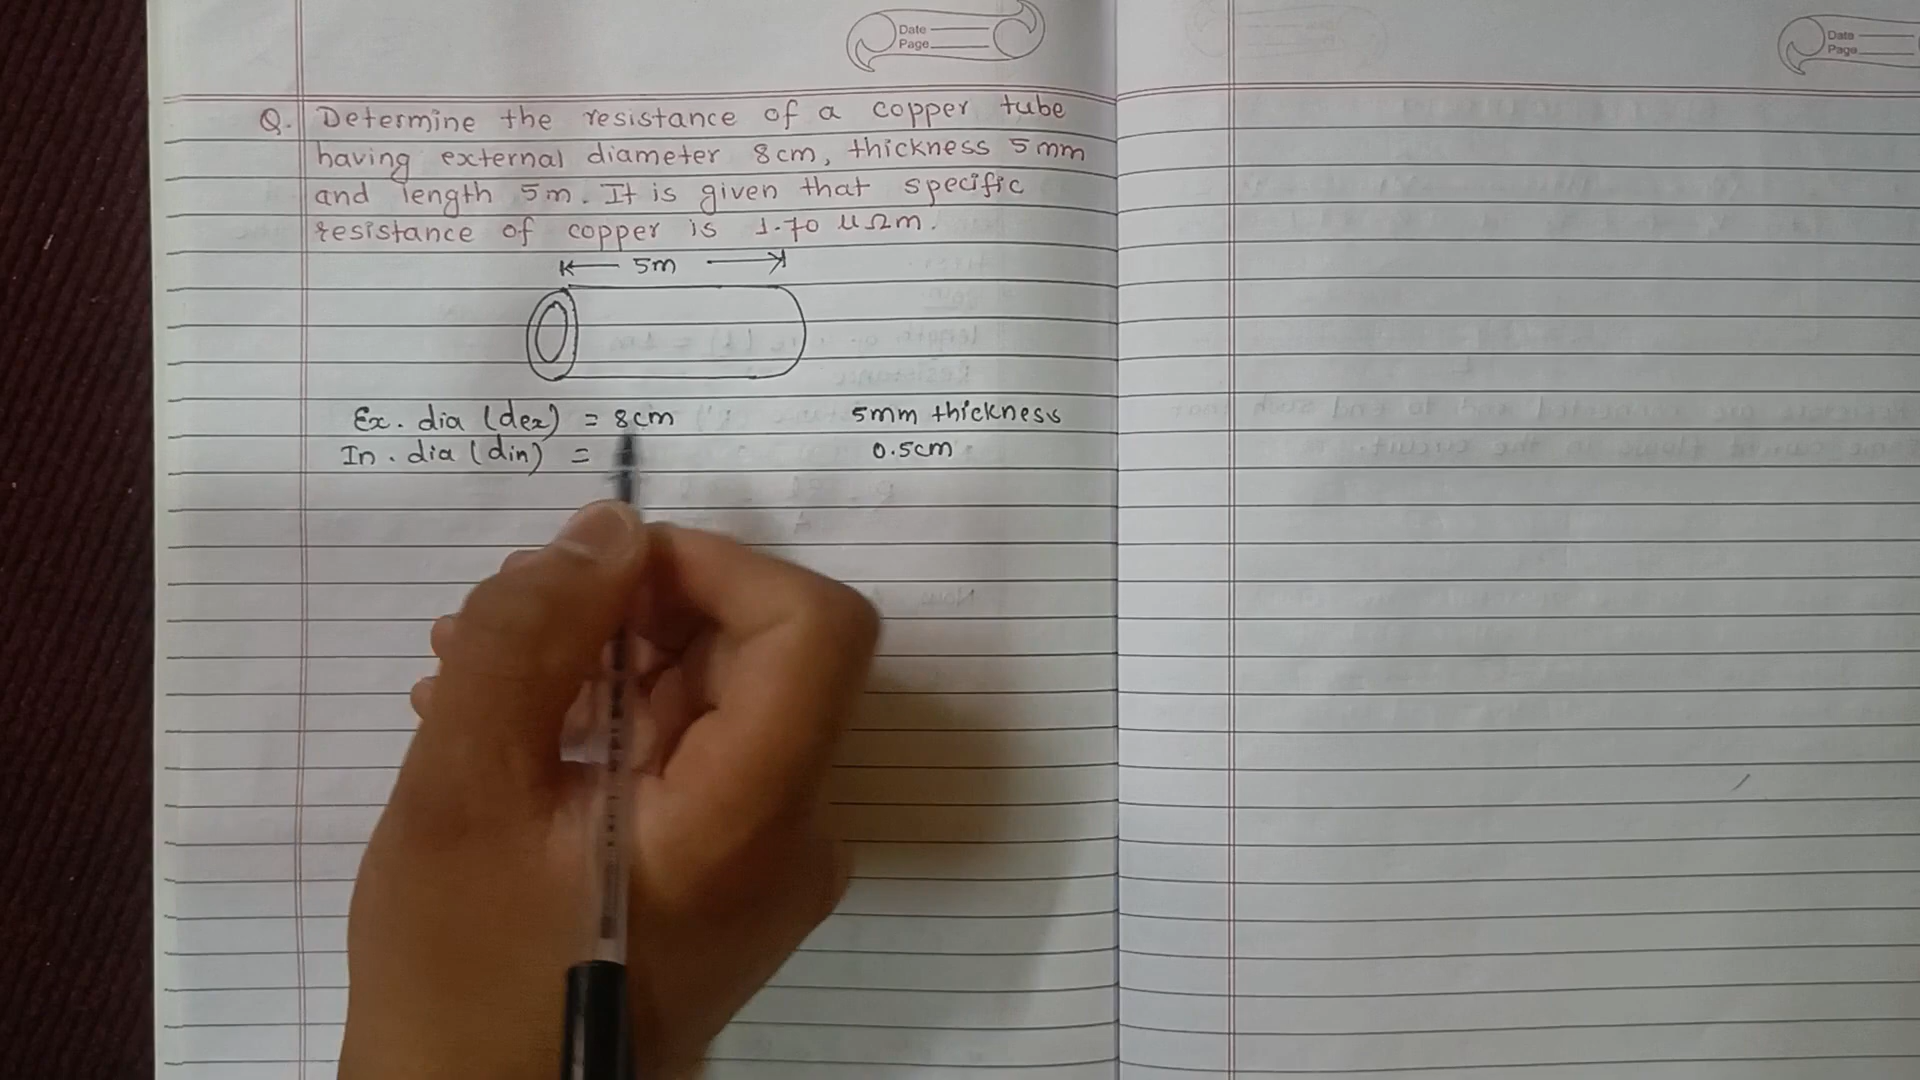 Date
Page
Date
Page
Q. Determine the resistance of a copper tube
having external diameter 8cm, thickness 5mm
and length 5m. It is given that specific
resistance of copper is 1.70 μΩm.
5m
Ex. dia (dex) = 8cm 5mm thickness
In. dia (din) = 0.5cm